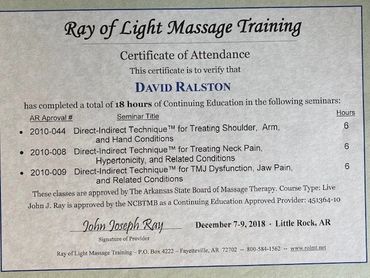 Ray of Light Massage Training
Certificate of Attendance
This certificate is to verify that
DAVID RALSTON
has completed a total of 18 hours of Continuing Education in the following seminars:
AR Aproval # Seminar Title Hours
• 2010-044 Direct-Indirect Technique™ for Treating Shoulder, Arm, 6
and Hand Conditions
• 2010-008 Direct-Indirect Technique™ for Treating Neck Pain, 6
Hypertonicity, and Related Conditions
• 2010-009 Direct-Indirect Technique™ for TMJ Dysfunction, Jaw Pain, 6
and Related Conditions
These classes are approved by The Arkansas State Board of Massage Therapy. Course Type: Live
John J. Ray is approved by the NCBTMB as a Continuing Education Approved Provider: 451364-10
John Joseph Ray December 7-9, 2018 · Little Rock, AR
Signature of Provider
Ray of Light Massage Training – P.O. Box 4222 – Fayetteville, AR 72702 -- 800-584-1562 -- www.rolmt.net